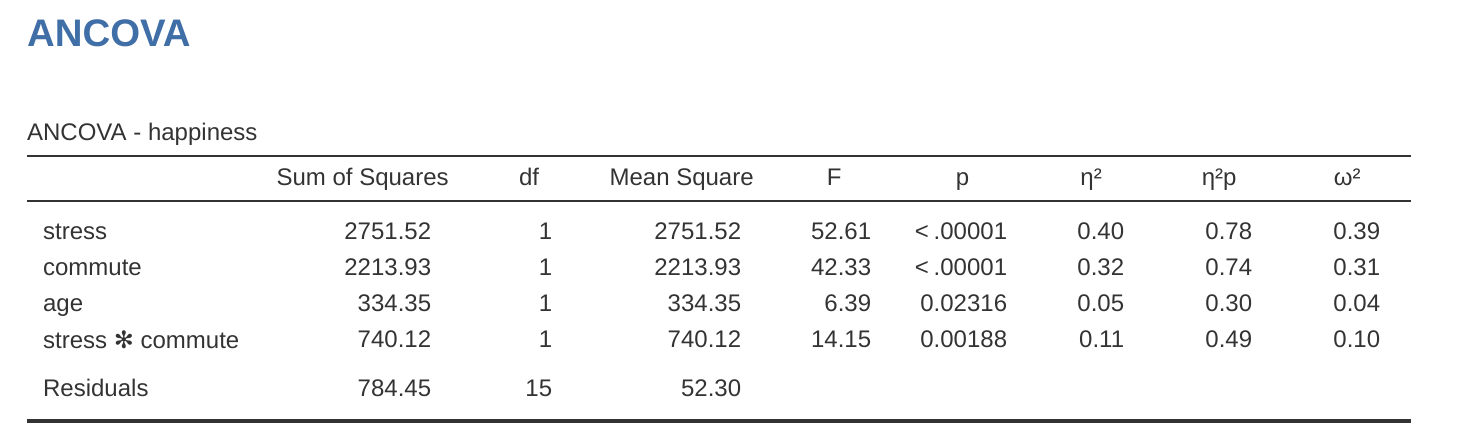 ANCOVA
ANCOVA - happiness
Sum of Squares df Mean Square F p η² η²p ω²
stress 2751.52 1 2751.52 52.61 < .00001 0.40 0.78 0.39
commute 2213.93 1 2213.93 42.33 < .00001 0.32 0.74 0.31
age 334.35 1 334.35 6.39 0.02316 0.05 0.30 0.04
stress ✻ commute 740.12 1 740.12 14.15 0.00188 0.11 0.49 0.10
Residuals 784.45 15 52.30